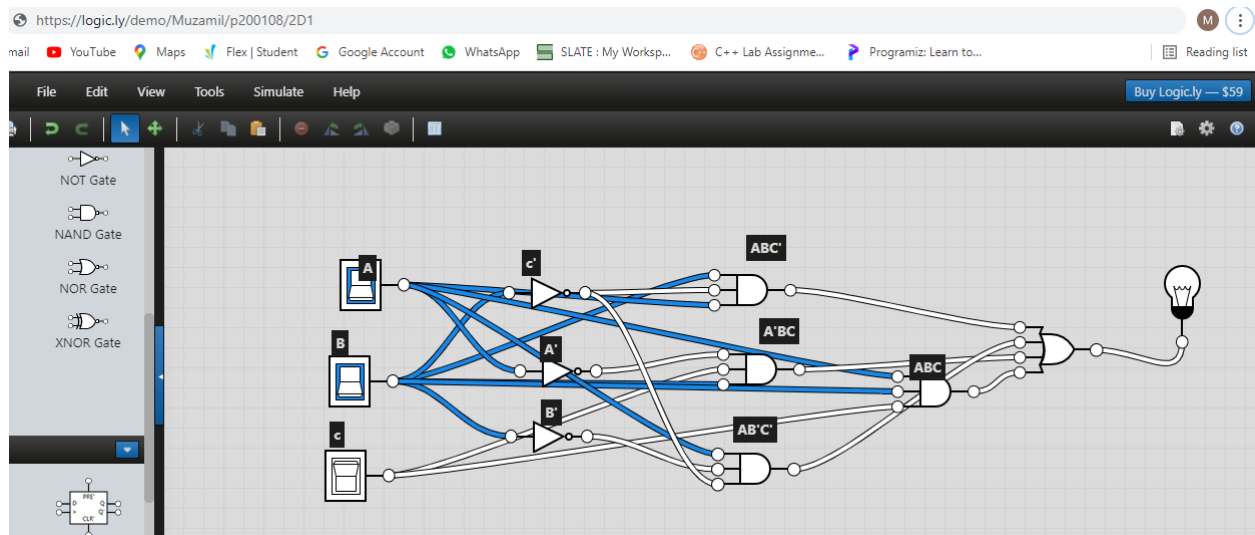 https://logic.ly/demo/Muzamil/p200108/2D1
M
mail YouTube Maps Flex | Student Google Account WhatsApp SLATE : My Worksp... C++ Lab Assignme... Programiz: Learn to... Reading list
File Edit View Tools Simulate Help Buy Logic.ly — $59
NOT Gate
NAND Gate
NOR Gate
XNOR Gate
PRE'
D Q
> Q'
CLR'
A
B
c
c'
A'
B'
ABC'
A'BC
ABC
AB'C'